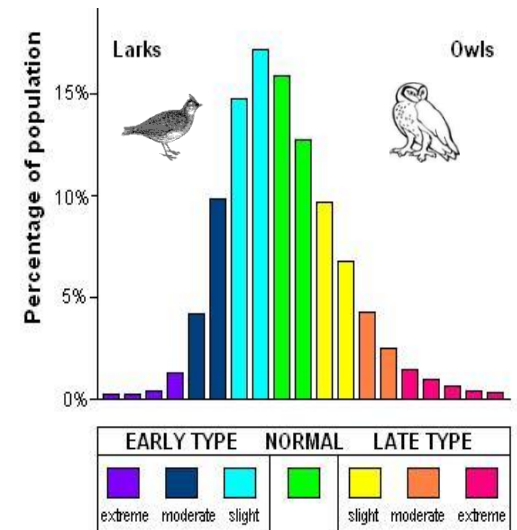 Larks Owls
Percentage of population
15%
10%
5%
0%
EARLY TYPE NORMAL LATE TYPE
extreme moderate slight slight moderate extreme